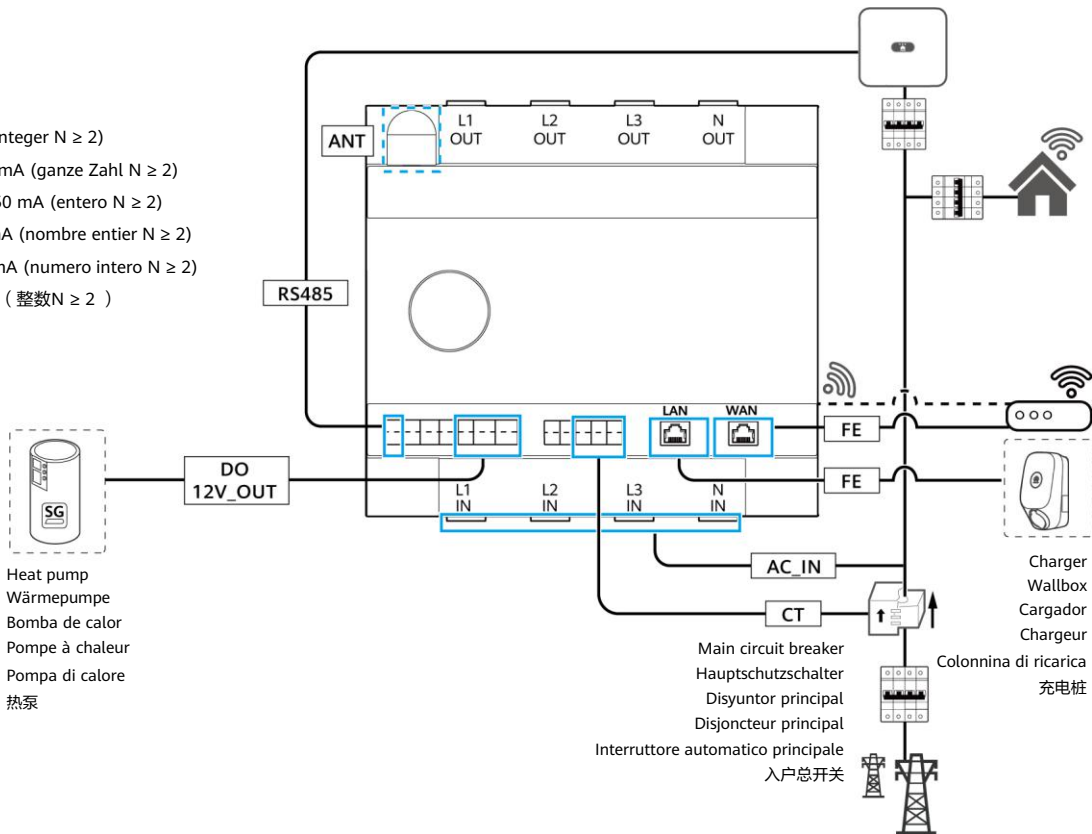 nteger N ≥ 2)
mA (ganze Zahl N ≥ 2)
50 mA (entero N ≥ 2)
nA (nombre entier N ≥ 2)
mA (numero intero N ≥ 2)
( 整数N ≥ 2 )
ANT
L1 OUT
L2 OUT
L3 OUT
N OUT
RS485
LAN
WAN
FE
FE
DO
12V_OUT
SG
L1 IN
L2 IN
L3 IN
N IN
AC_IN
CT
Heat pump
Wärmepumpe
Bomba de calor
Pompe à chaleur
Pompa di calore
热泵
Charger
Wallbox
Cargador
Chargeur
Colonnina di ricarica
充电桩
Main circuit breaker
Hauptschutzschalter
Disyuntor principal
Disjoncteur principal
Interruttore automatico principale
入户总开关